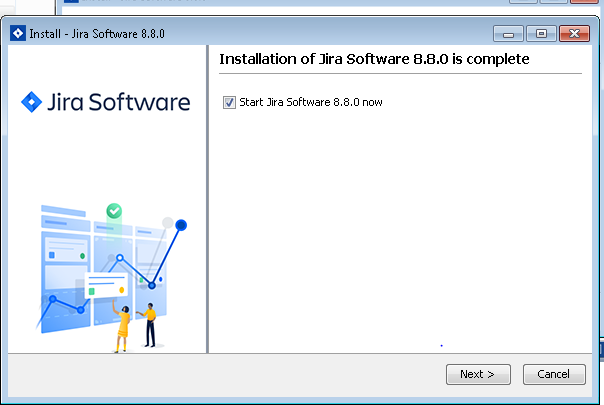 Install - Jira Software 8.8.0
Installation of Jira Software 8.8.0 is complete
Jira Software
Start Jira Software 8.8.0 now
Next >
Cancel